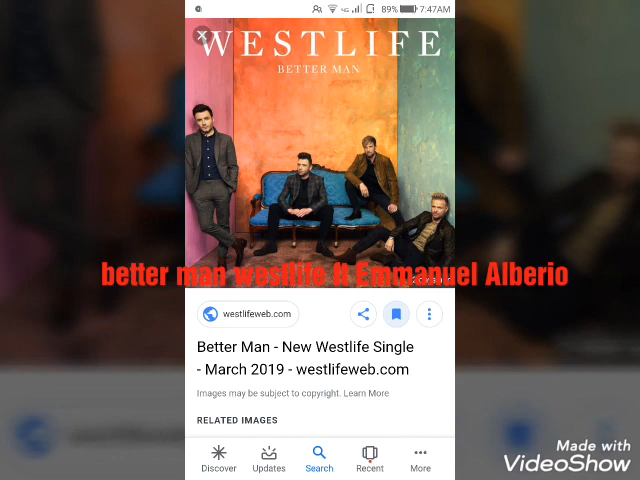 4G 89% 7:47AM
WESTLIFE
BETTER MAN
better man westlife ft Emmanuel Alberio
westlifeweb.com
Better Man - New Westlife Single
- March 2019 - westlifeweb.com
Images may be subject to copyright. Learn More
RELATED IMAGES
Discover Updates Search Recent More
Made with
VideoShow